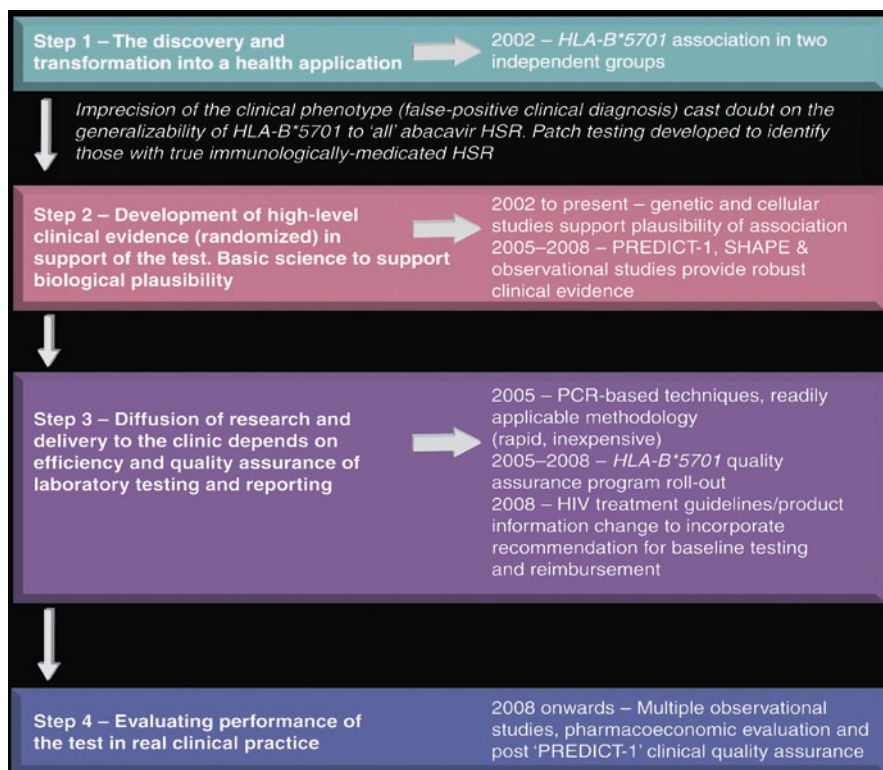 Step 1 – The discovery and
transformation into a health application
2002 – HLA-B*5701 association in two
independent groups
Imprecision of the clinical phenotype (false-positive clinical diagnosis) cast doubt on the
generalizability of HLA-B*5701 to ‘all’ abacavir HSR. Patch testing developed to identify
those with true immunologically-medicated HSR
Step 2 – Development of high-level
clinical evidence (randomized) in
support of the test. Basic science to support
biological plausibility
2002 to present – genetic and cellular
studies support plausibility of association
2005–2008 – PREDICT-1, SHAPE &
observational studies provide robust
clinical evidence
Step 3 – Diffusion of research and
delivery to the clinic depends on
efficiency and quality assurance of
laboratory testing and reporting
2005 – PCR-based techniques, readily
applicable methodology
(rapid, inexpensive)
2005–2008 – HLA-B*5701 quality
assurance program roll-out
2008 – HIV treatment guidelines/product
information change to incorporate
recommendation for baseline testing
and reimbursement
Step 4 – Evaluating performance of
the test in real clinical practice
2008 onwards – Multiple observational
studies, pharmacoeconomic evaluation and
post ‘PREDICT-1’ clinical quality assurance